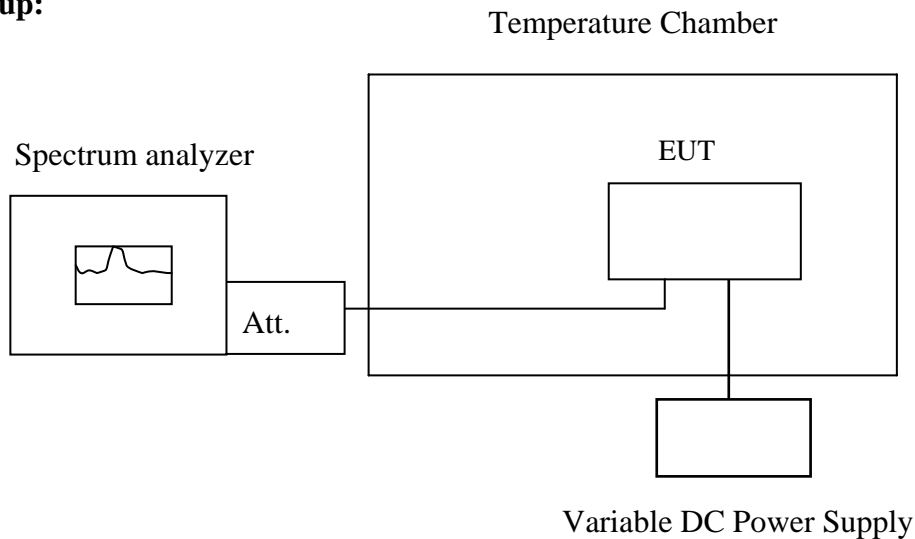 up:
Temperature Chamber
Spectrum analyzer
EUT
Att.
Variable DC Power Supply